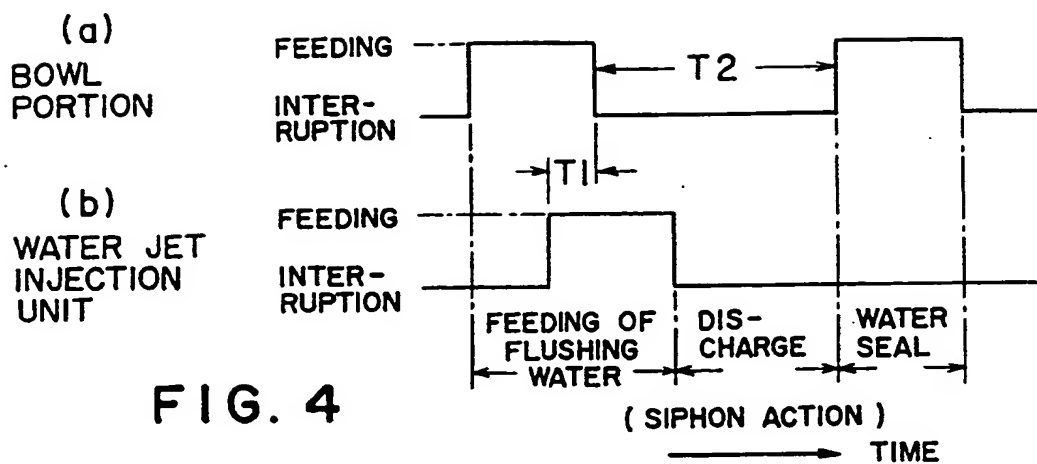 (a)
BOWL
PORTION
FEEDING
INTER-
RUPTION
T2
T1
(b)
WATER JET
INJECTION
UNIT
FEEDING
INTER-
RUPTION
FEEDING OF
FLUSHING
WATER
DIS-
CHARGE
WATER
SEAL
FIG. 4
(SIPHON ACTION)
TIME